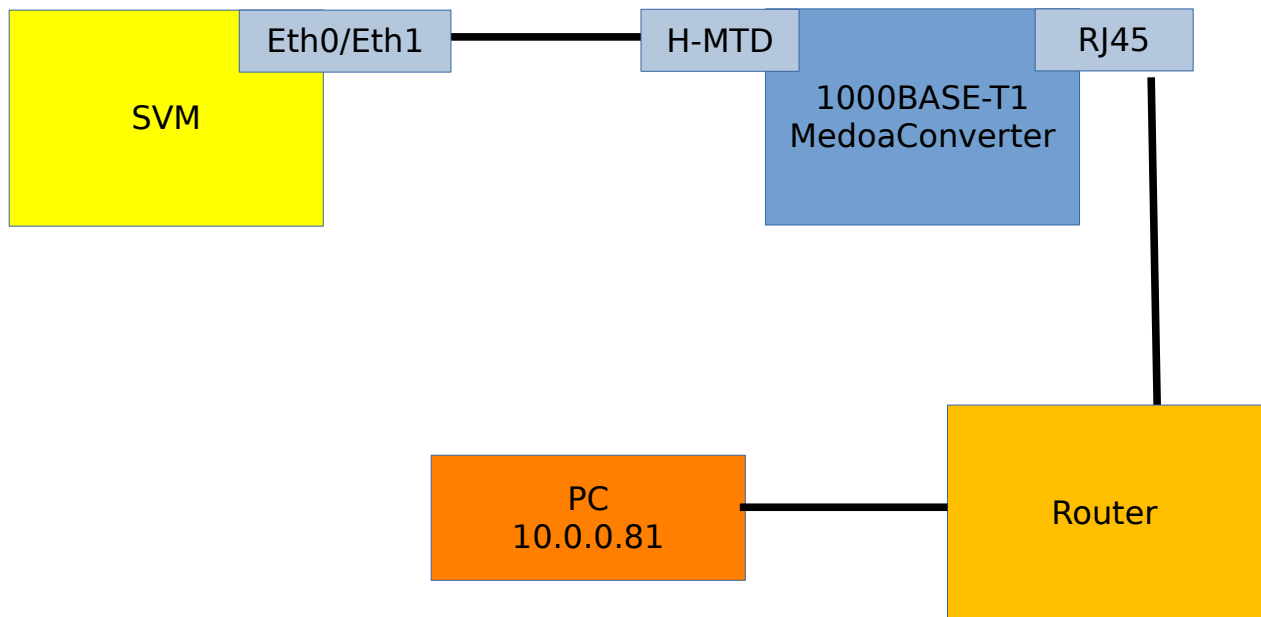 SVM
Eth0/Eth1
H-MTD
1000BASE-T1
MedoaConverter
RJ45
PC
10.0.0.81
Router